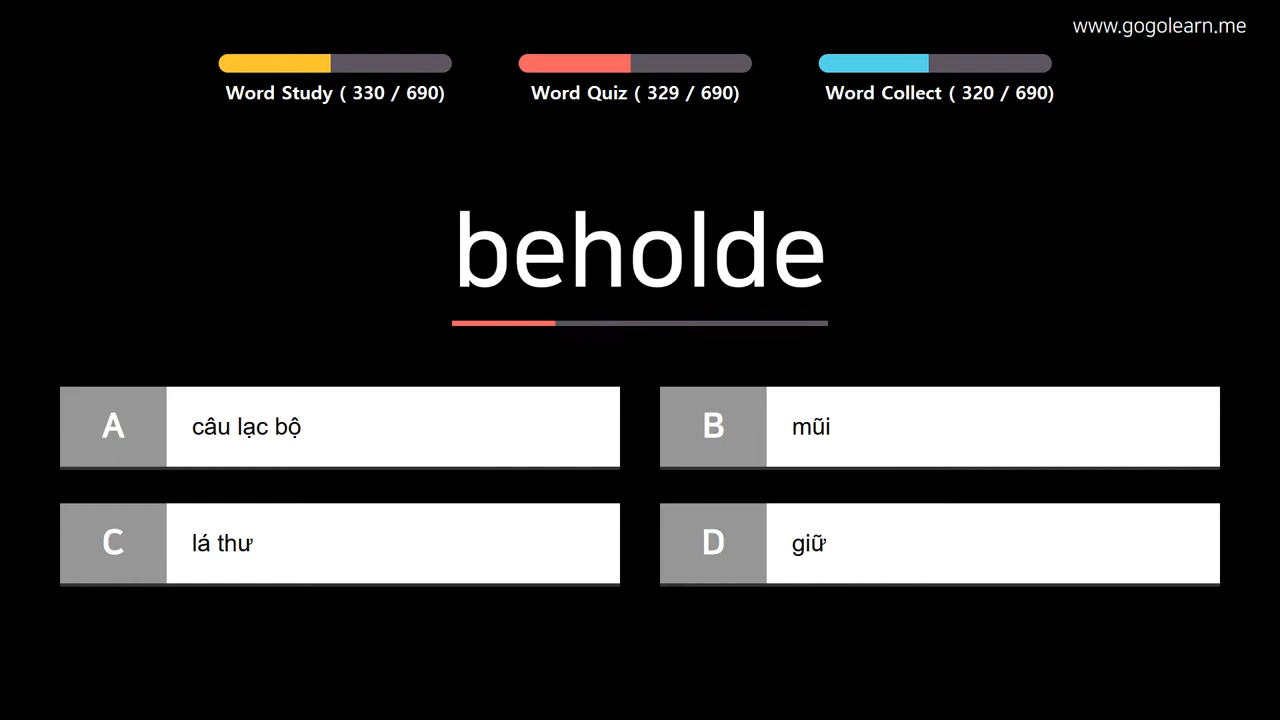 www.gogolearn.me
Word Study ( 330 / 690)
Word Quiz ( 329 / 690)
Word Collect ( 320 / 690)
beholde
A câu lạc bộ
B mũi
C lá thư
D giữ